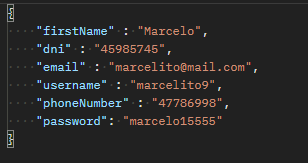 {
"firstName" : "Marcelo",
"dni" : "45985745",
"email" : "marcelito@mail.com",
"username" : "marcelito9",
"phoneNumber" : "47786998",
"password": "marcelo15555"
}